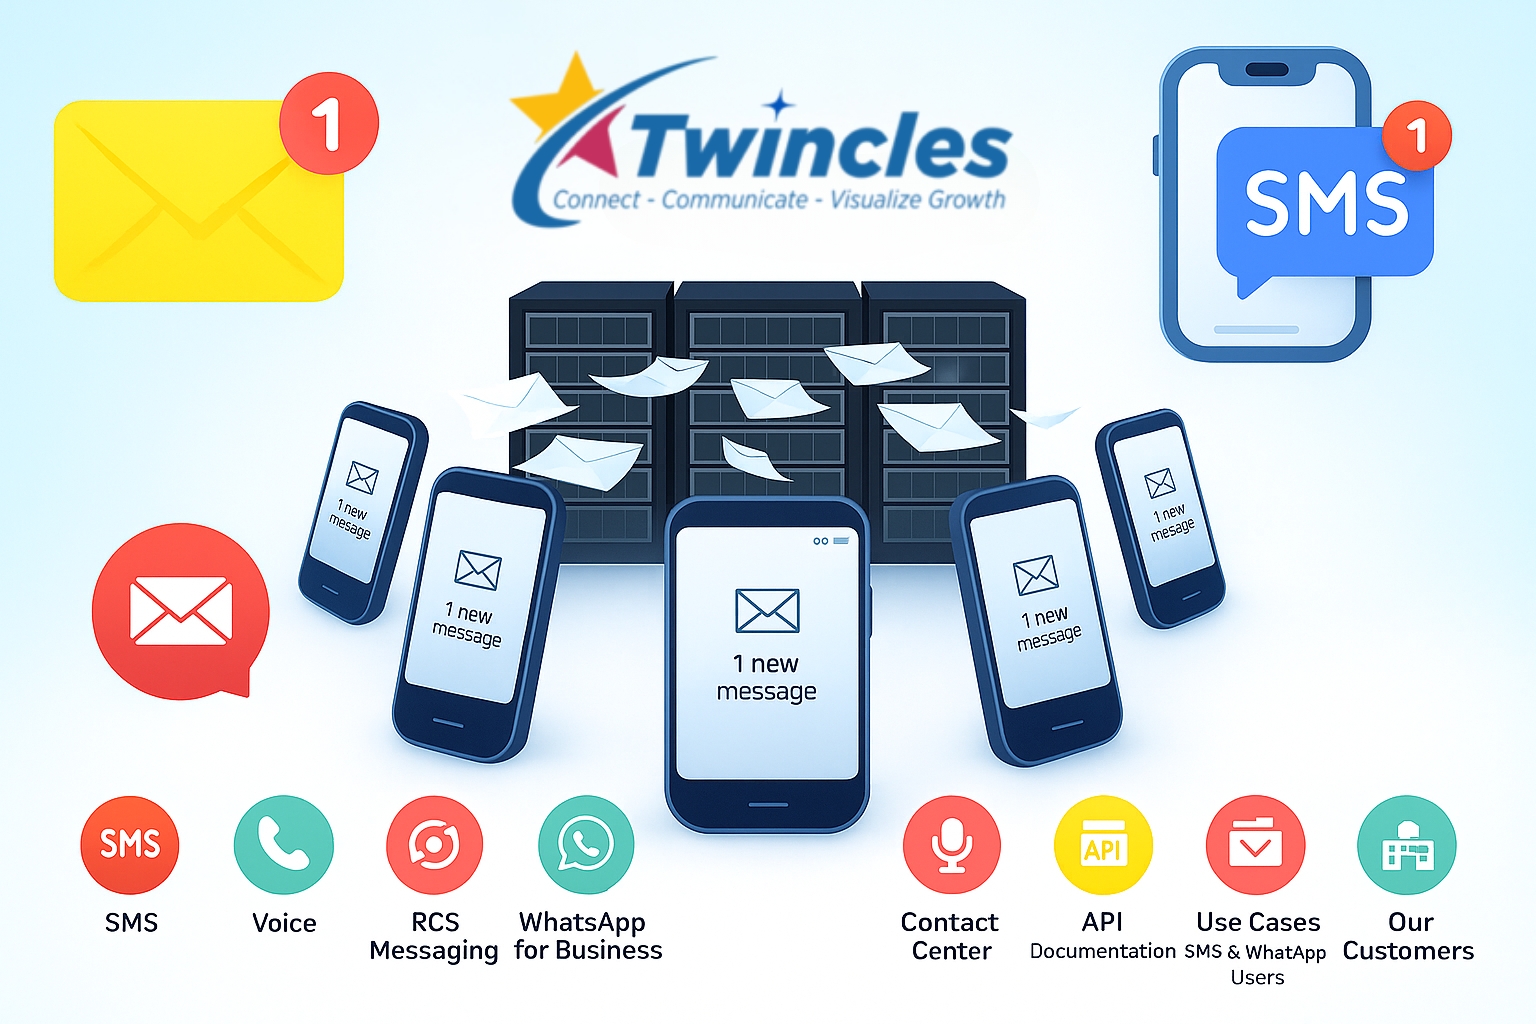 1
Twincles
Connect - Communicate - Visualize Growth
1
SMS
1 new
mesage
1 new
message
1 new
message
1 new
message
1 new
mesage
SMS
SMS
Voice
RCS
Messaging
WhatsApp
for Business
Contact
Center
API
API
Documentation
Use Cases
SMS & WhatApp
Users
Our
Customers